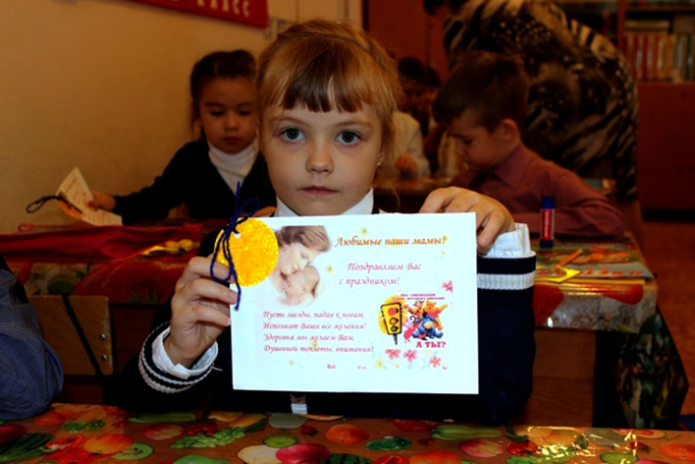 КЛАСС
Любимые наши мамы!
Поздравляем Вас
с праздником!
Пусть звезды, падая к ногам,
Исполнят Ваши все желания!
Здоровья мы желаем Вам,
Душевной теплоты, внимания!
А ТЫ?